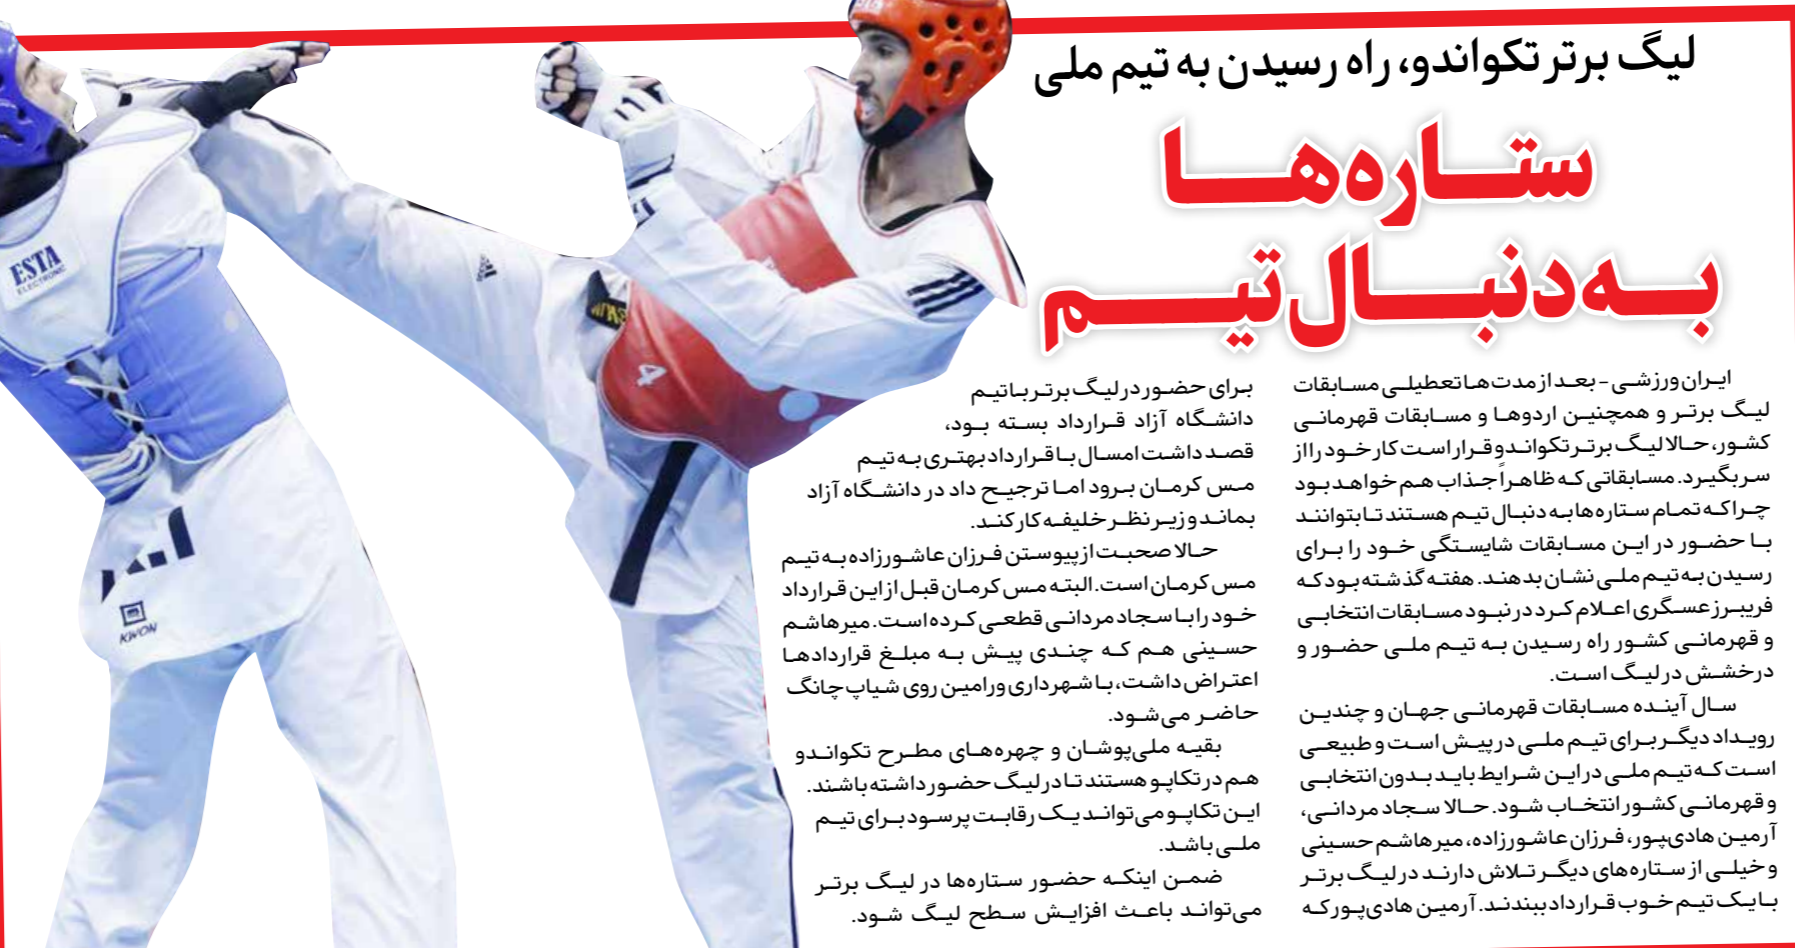 لیگ برتر تکواندو، راه رسیدن به تیم ملی
ستاره‌ها
به دنبال تیم
ایران ورزشی - بعد از مدت‌ها تعطیلی مسابقات
لیگ برتر و همچنین اردوها و مسابقات قهرمانی
کشور، حالا لیگ برتر تکواندو قرار است کار خود را از
سر بگیرد. مسابقاتی که ظاهراً جذاب هم خواهد بود
چرا که تمام ستاره‌ها به دنبال تیم هستند تا بتوانند
با حضور در این مسابقات شایستگی خود را برای
رسیدن به تیم ملی نشان بدهند. هفته گذشته بود که
فریبرز عسگری اعلام کرد در نبود مسابقات انتخابی
و قهرمانی کشور راه رسیدن به تیم ملی حضور و
درخشش در لیگ است.
سال آینده مسابقات قهرمانی جهان و چندین
رویداد دیگر برای تیم ملی در پیش است و طبیعی
است که تیم ملی در این شرایط باید بدون انتخابی
و قهرمانی کشور انتخاب شود. حالا سجاد مردانی،
آرمین هادی‌پور، فرزان عاشورزاده، میرهاشم حسینی
و خیلی از ستاره‌های دیگر تلاش دارند در لیگ برتر
با یک تیم خوب قرارداد ببندند. آرمین هادی‌پور که
برای حضور در لیگ برتر با تیم
دانشگاه آزاد قرارداد بسته بود،
قصد داشت امسال با قرارداد بهتری به تیم
مس کرمان برود اما ترجیح داد در دانشگاه آزاد
بماند و زیر نظر خلیفه کار کند.
حالا صحبت از پیوستن فرزان عاشورزاده به تیم
مس کرمان است. البته مس کرمان قبل از این قرارداد
خود را با سجاد مردانی قطعی کرده است. میرهاشم
حسینی هم که چندی پیش به مبلغ قراردادها
اعتراض داشت، با شهرداری ورامین روی شیاپ چانگ
حاضر می‌شود.
بقیه ملی‌پوشان و چهره‌های مطرح تکواندو
هم در تکاپو هستند تا در لیگ حضور داشته باشند.
این تکاپو می‌تواند یک رقابت پرسود برای تیم
ملی باشد.
ضمن اینکه حضور ستاره‌ها در لیگ برتر
می‌تواند باعث افزایش سطح لیگ شود.
ESTA
ELECTRONIC
KWON
4